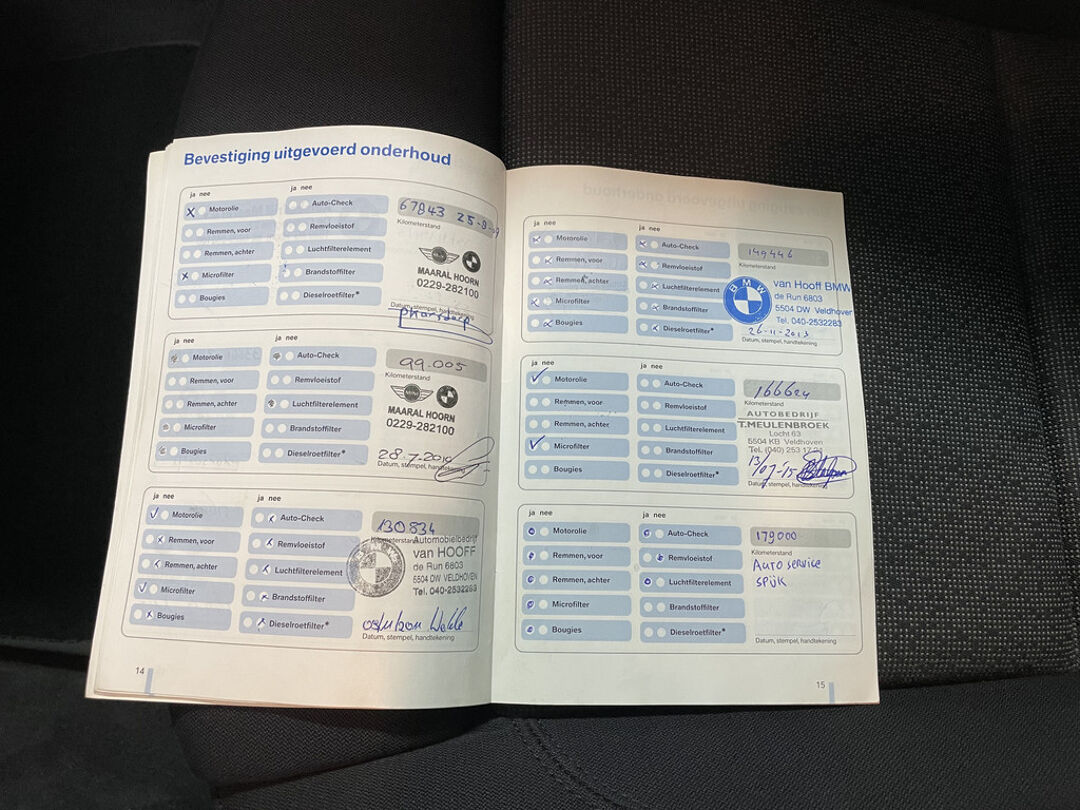 Bevestiging uitgevoerd onderhoud
ja nee
ja nee
Motorolie
Auto-Check
67843 25-8-09
Kilometerstand
Remmen, voor
Remvloeistof
Remmen, achter
Luchtfilterelement
MAARAL HOORN
0229-282100
Microfilter
Brandstoffilter
Bougies
Dieselroetfilter*
Datum, stempel, handtekening
ja nee
ja nee
Motorolie
Auto-Check
99.005
Kilometerstand
Remmen, voor
Remvloeistof
Remmen, achter
Luchtfilterelement
MAARAL HOORN
0229-282100
Microfilter
Brandstoffilter
28.7.2010
Bougies
Dieselroetfilter*
Datum, stempel, handtekening
ja nee
ja nee
Motorolie
Auto-Check
130834
Kilometerstand
Automobielbedrijf
van HOOFF
de Run 6803
5504 DW VELDHOVEN
Tel. 040-2532283
Remmen, voor
Remvloeistof
Remmen, achter
Luchtfilterelement
Microfilter
Brandstoffilter
Bougies
Dieselroetfilter*
Datum, stempel, handtekening
14
ja nee
ja nee
Motorolie
Auto-Check
149446
Kilometerstand
Remmen, voor
Remvloeistof
Remmen, achter
Luchtfilterelement
BMW
van Hooff BMW
de Run 6803
5504 DW Veldhoven
Tel. 040-2532283
Microfilter
Brandstoffilter
Bougies
Dieselroetfilter*
26-11-2013
Datum, stempel, handtekening
ja nee
ja nee
Motorolie
Auto-Check
166624
Kilometerstand
Remmen, voor
Remvloeistof
AUTOBEDRIJF
T.MEULENBROEK
Locht 63
5504 KB Veldhoven
Tel. (040) 253 17
Remmen, achter
Luchtfilterelement
Microfilter
Brandstoffilter
13/07-15
Bougies
Dieselroetfilter*
Datum, stempel, handtekening
ja nee
ja nee
Motorolie
Auto-Check
179000
Kilometerstand
Remmen, voor
Remvloeistof
Auto service
Spijk
Remmen, achter
Luchtfilterelement
Microfilter
Brandstoffilter
Bougies
Dieselroetfilter*
Datum, stempel, handtekening
15